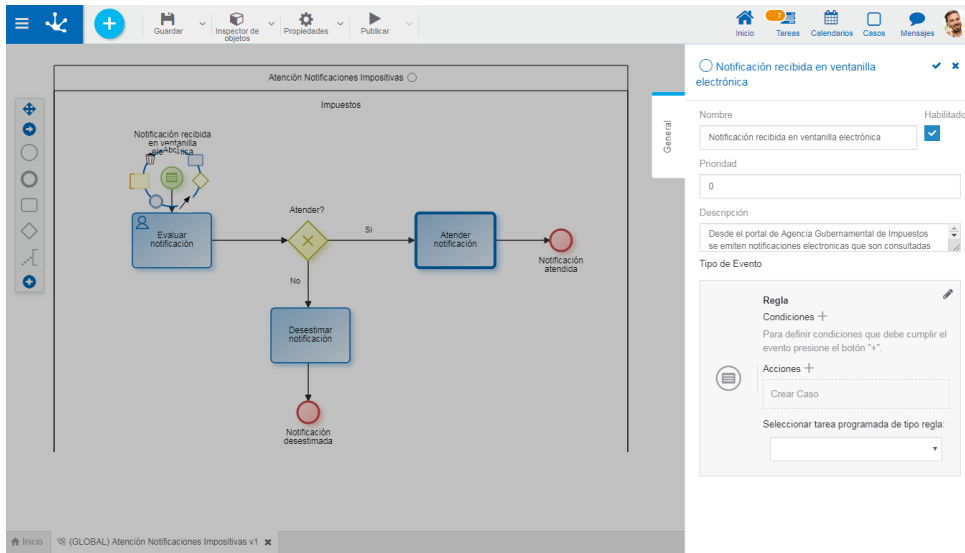 Guardar
Inspector de
objetos
Propiedades
Publicar
Inicio
7
Tareas
Calendarios
Casos
Mensajes
Atención Notificaciones Impositivas
Impuestos
Notificación recibida
en ventanilla
Abc
Evaluar
notificación
Atender?
Si
No
Atender
notificación
Notificación
atendida
Desestimar
notificación
Notificación
desestimada
General
Notificación recibida en ventanilla
electrónica
Nombre
Habilitado
Notificación recibida en ventanilla electrónica
Prioridad
0
Descripción
Desde el portal de Agencia Gubernamental de Impuestos
se emiten notificaciones electronicas que son consultadas
Tipo de Evento
Regla
Condiciones
Para definir condiciones que debe cumplir el
evento presione el botón "+".
Acciones
Crear Caso
Seleccionar tarea programada de tipo regla:
Inicio
(GLOBAL) Atención Notificaciones Impositivas v1